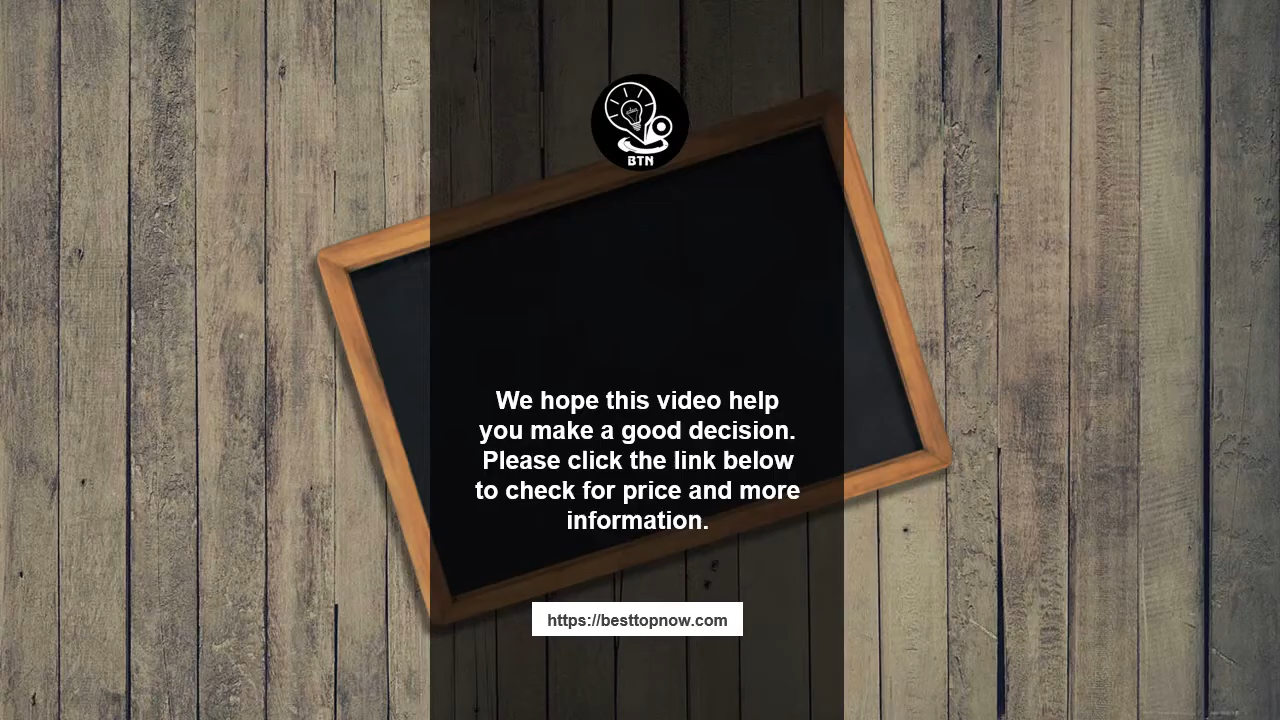 BTN
We hope this video help
you make a good decision.
Please click the link below
to check for price and more
information.
https://besttopnow.com